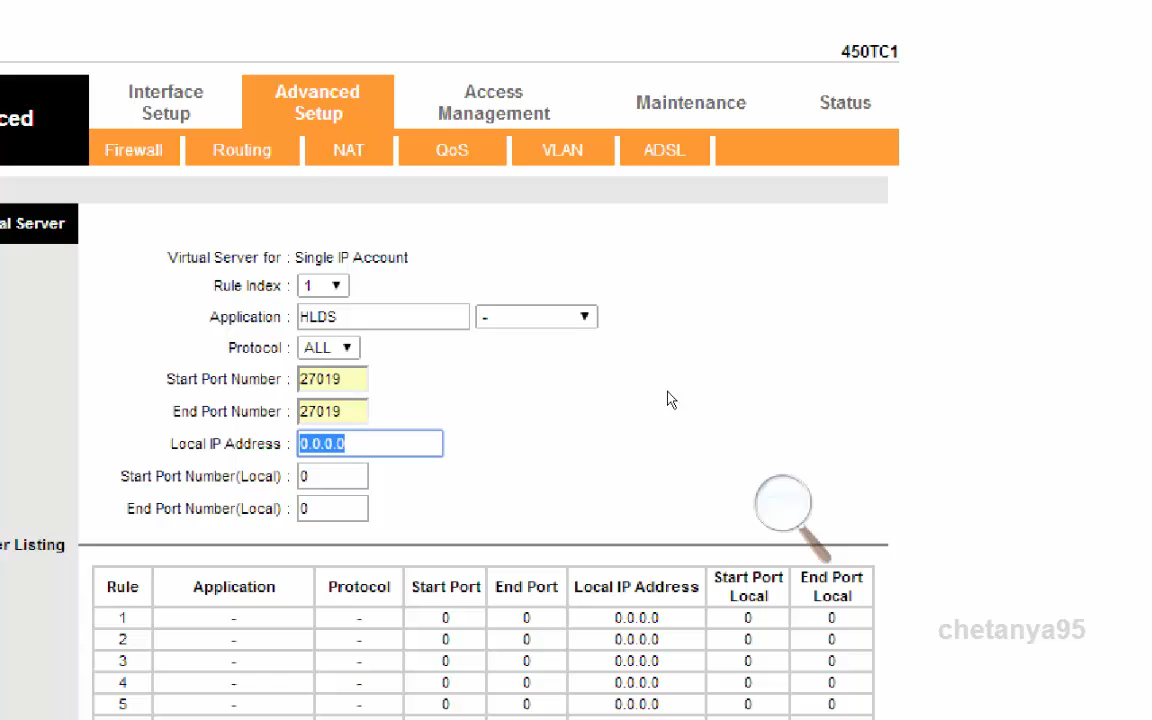 450TC1
ced
Interface Setup
Advanced Setup
Access Management
Maintenance
Status
Firewall
Routing
NAT
QoS
VLAN
ADSL
al Server
Virtual Server for : Single IP Account
Rule Index : 1
Application : HLDS -
Protocol : ALL
Start Port Number : 27019
End Port Number : 27019
Local IP Address : 0.0.0.0
Start Port Number(Local) : 0
End Port Number(Local) : 0
er Listing
Rule Application Protocol Start Port End Port Local IP Address Start Port Local End Port Local
1 - - 0 0 0.0.0.0 0 0
2 - - 0 0 0.0.0.0 0 0
3 - - 0 0 0.0.0.0 0 0
4 - - 0 0 0.0.0.0 0 0
5 - - 0 0 0.0.0.0 0 0
chetanya95